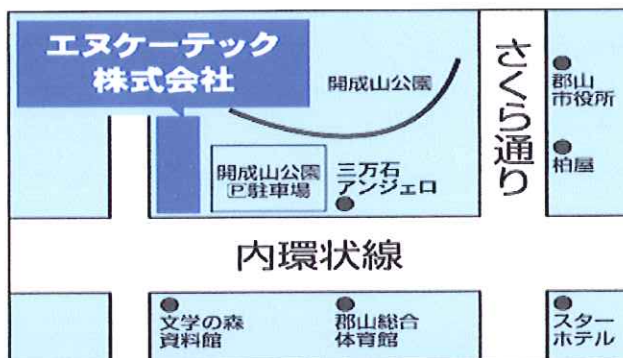 エヌケーテック
株式会社
開成山公園
さくら通り
郡山
市役所
柏屋
開成山公園
P駐車場
三万石
アンジェロ
内環状線
文学の森
資料館
郡山総合
体育館
スター
ホテル